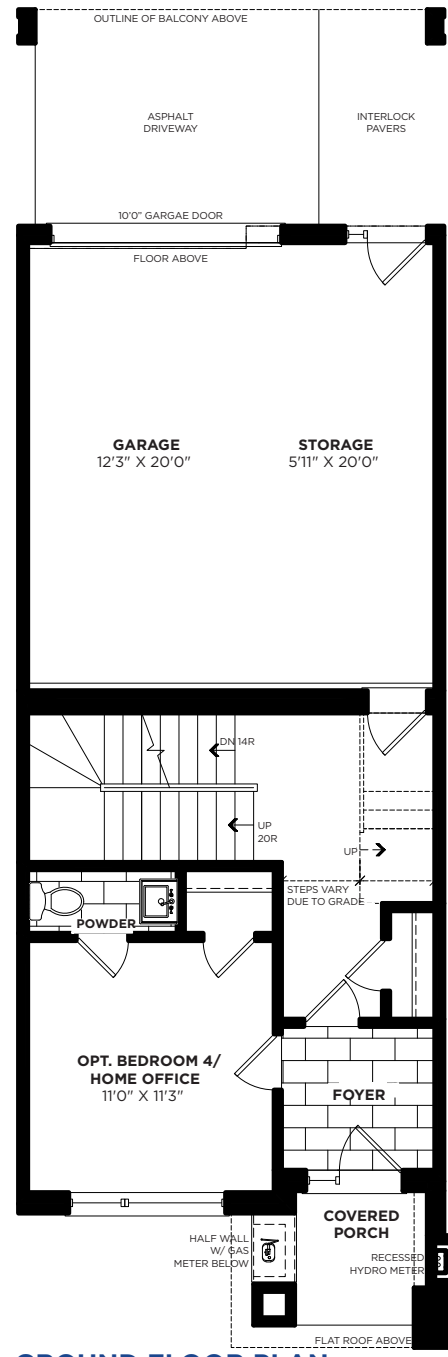 OUTLINE OF BALCONY ABOVE
ASPHALT
DRIVEWAY
INTERLOCK
PAVERS
10'0" GARGAE DOOR
FLOOR ABOVE
GARAGE
12'3" X 20'0"
STORAGE
5'11" X 20'0"
DN 14R
UP
20R
UP
STEPS VARY
DUE TO GRADE
POWDER
OPT. BEDROOM 4/
HOME OFFICE
11'0" X 11'3"
FOYER
COVERED
PORCH
HALF WALL
W/ GAS
METER BELOW
RECESSED
HYDRO METER
FLAT ROOF ABOVE
GROUND FLOOR PLAN